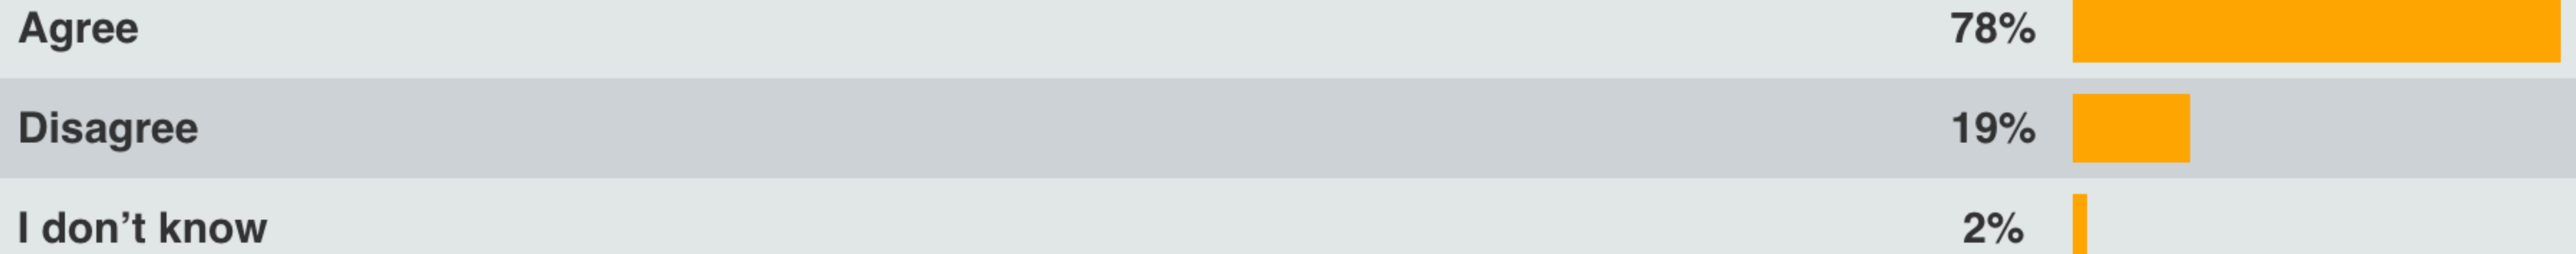 Agree 78%
Disagree 19%
I don’t know 2%